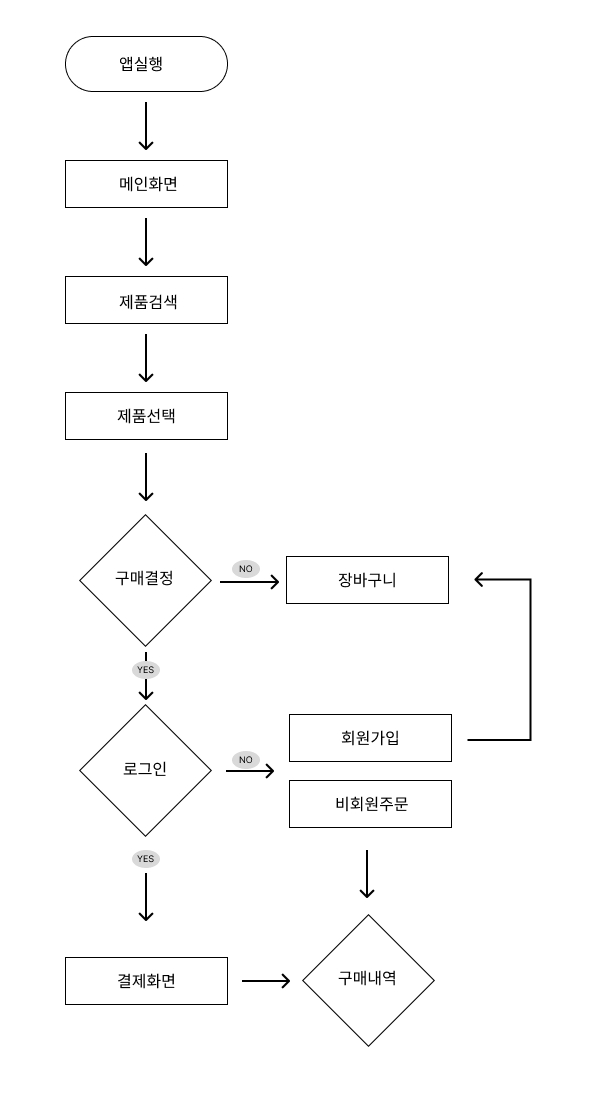 앱실행
메인화면
제품검색
제품선택
구매결정
NO
장바구니
YES
로그인
NO
회원가입
비회원주문
YES
결제화면
구매내역